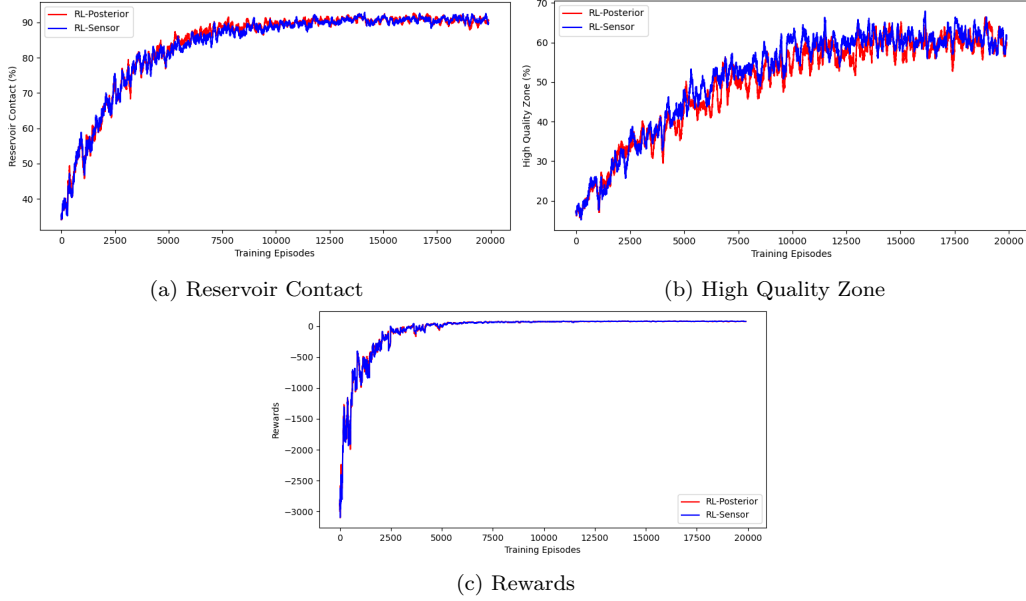 RL-Posterior
RL-Sensor
90
80
70
60
50
40
Reservoir Contact (%)
0 2500 5000 7500 10000 12500 15000 17500 20000
Training Episodes
(a) Reservoir Contact
RL-Posterior
RL-Sensor
70
60
50
40
30
20
High Quality Zone (%)
0 2500 5000 7500 10000 12500 15000 17500 20000
Training Episodes
(b) High Quality Zone
0
−500
−1000
−1500
−2000
−2500
−3000
Rewards
RL-Posterior
RL-Sensor
0 2500 5000 7500 10000 12500 15000 17500 20000
Training Episodes
(c) Rewards